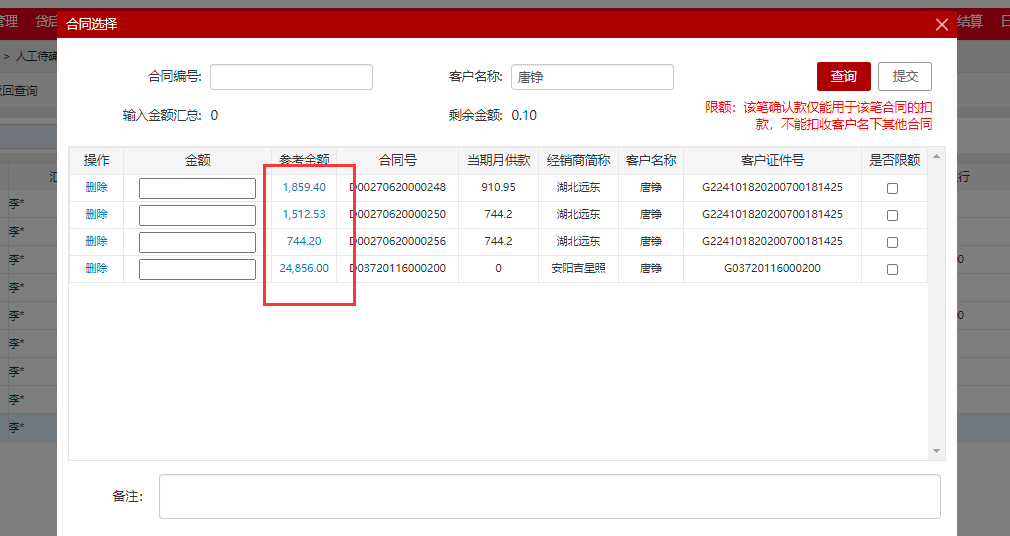 管理 贷后
合同选择
结算 日
> 人工待确
返回查询
合同编号:
客户名称: 唐铮
查询 提交
输入金额汇总: 0
剩余金额: 0.10
限额：该笔确认款仅能用于该笔合同的扣
款，不能扣收客户名下其他合同
操作 金额 参考金额 合同号 当期月供款 经销商简称 客户名称 客户证件号 是否限额
删除 1,859.40 D00270620000248 910.95 湖北远东 唐铮 G224101820200700181425
删除 1,512.53 D00270620000250 744.2 湖北远东 唐铮 G224101820200700181425
删除 744.20 D00270620000256 744.2 湖北远东 唐铮 G224101820200700181425
删除 24,856.00 D03720116000200 0 安阳吉星照 唐铮 G03720116000200
汇
行
李*
李*
李*
李*
李*
李*
李*
李*
李*
备注: